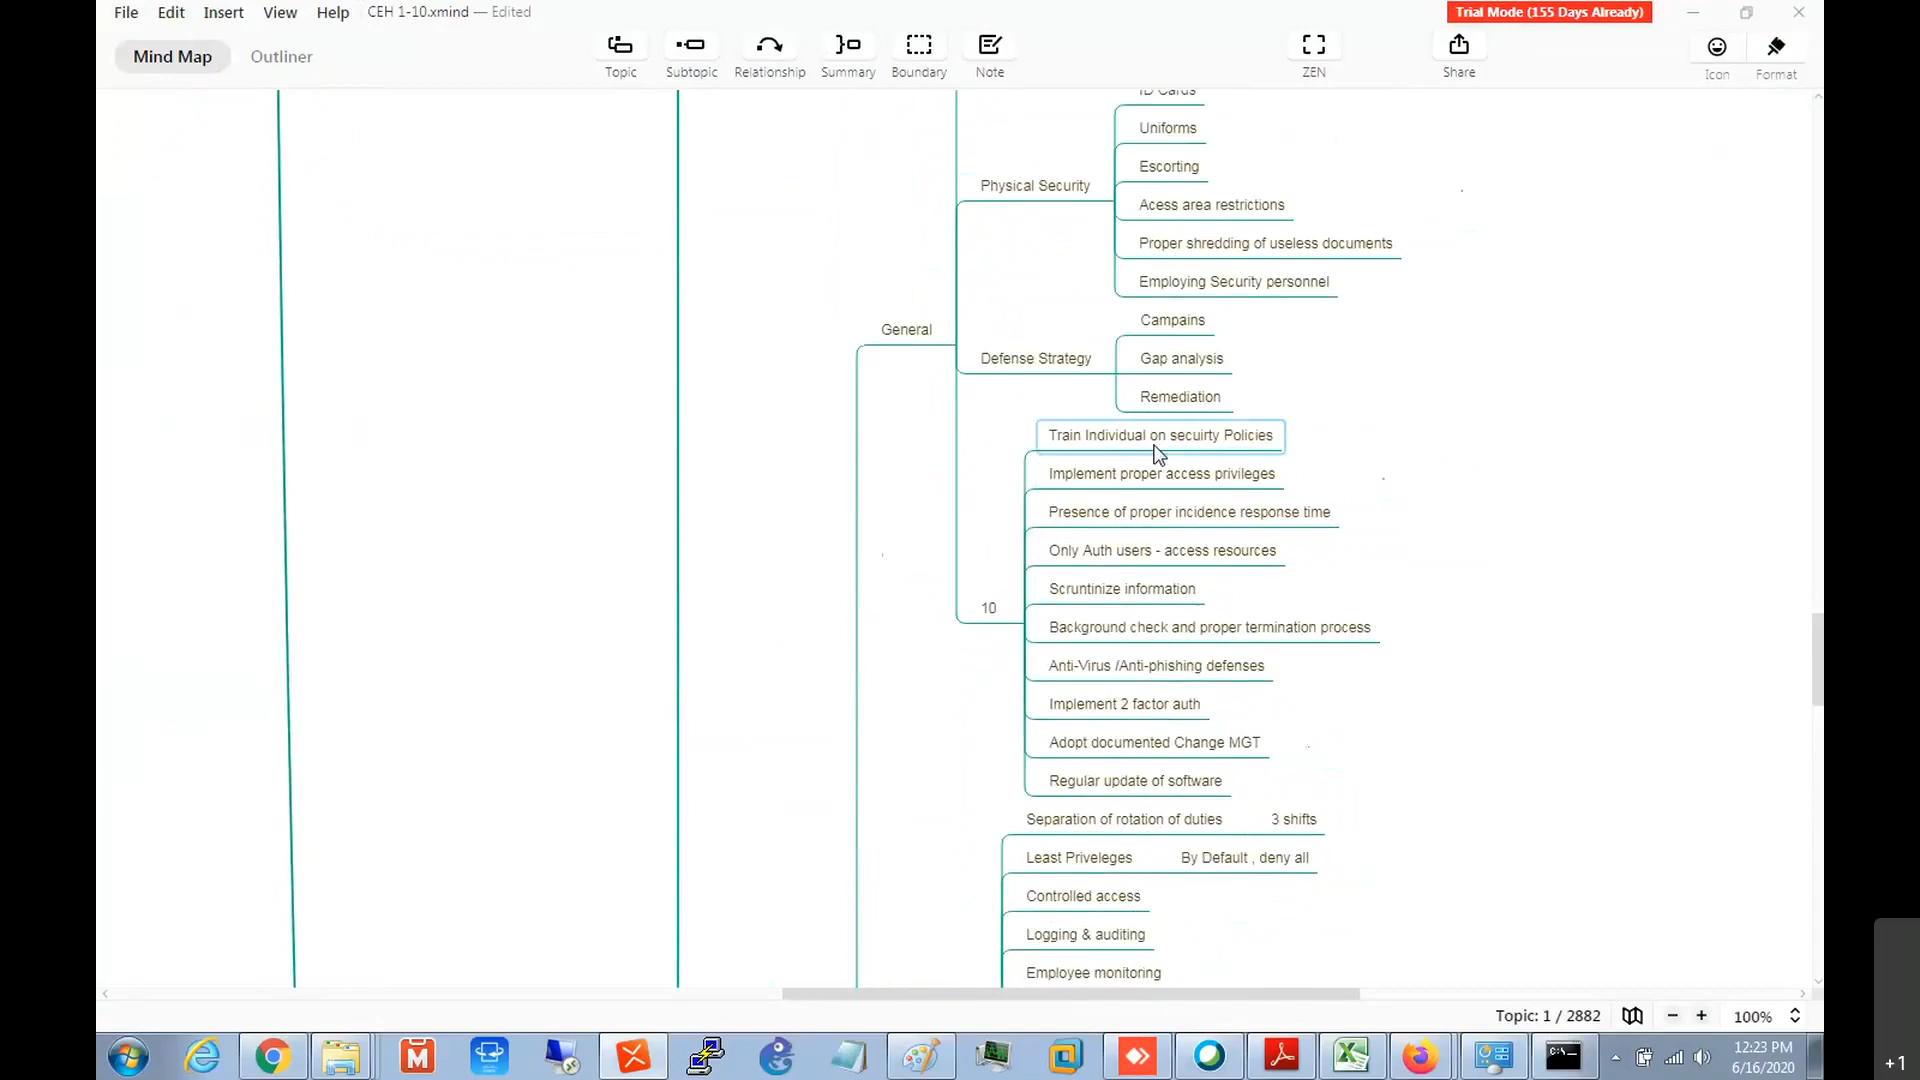 File Edit Insert View Help CEH 1-10.xmind — Edited Trial Mode (155 Days Already)
Mind Map Outliner Topic Subtopic Relationship Summary Boundary Note ZEN Share Icon Format
ID Cards
Uniforms
Escorting
Physical Security
Acess area restrictions
Proper shredding of useless documents
Employing Security personnel
Campains
General
Defense Strategy
Gap analysis
Remediation
Train Individual on secuirty Policies
Implement proper access privileges
Presence of proper incidence response time
Only Auth users - access resources
Scruntinize information
10
Background check and proper termination process
Anti-Virus /Anti-phishing defenses
Implement 2 factor auth
Adopt documented Change MGT
Regular update of software
Separation of rotation of duties 3 shifts
Least Priveleges By Default , deny all
Controlled access
Logging & auditing
Employee monitoring
Topic: 1 / 2882 100%
12:23 PM
6/16/2020
+1